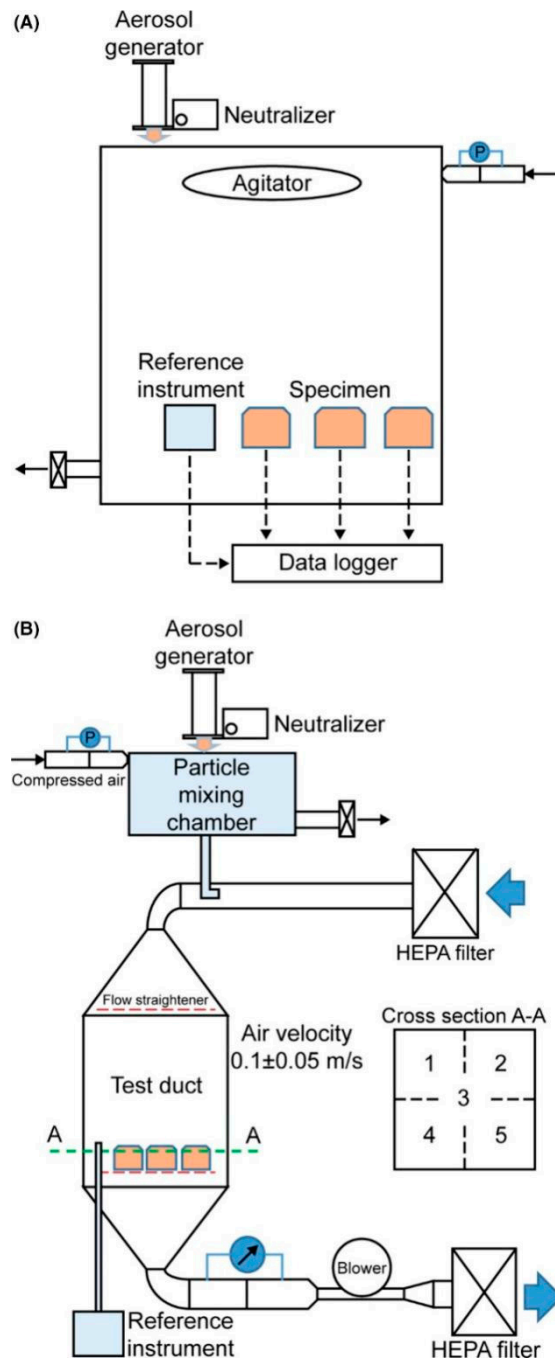 (A)
Aerosol
generator
Neutralizer
P
Agitator
Reference
instrument
Specimen
Data logger
(B)
Aerosol
generator
Neutralizer
P
Compressed air
Particle
mixing
chamber
HEPA filter
Flow straightener
Air velocity
0.1±0.05 m/s
Cross section A-A
1 2
3
4 5
Test duct
A A
Blower
Reference
instrument
HEPA filter